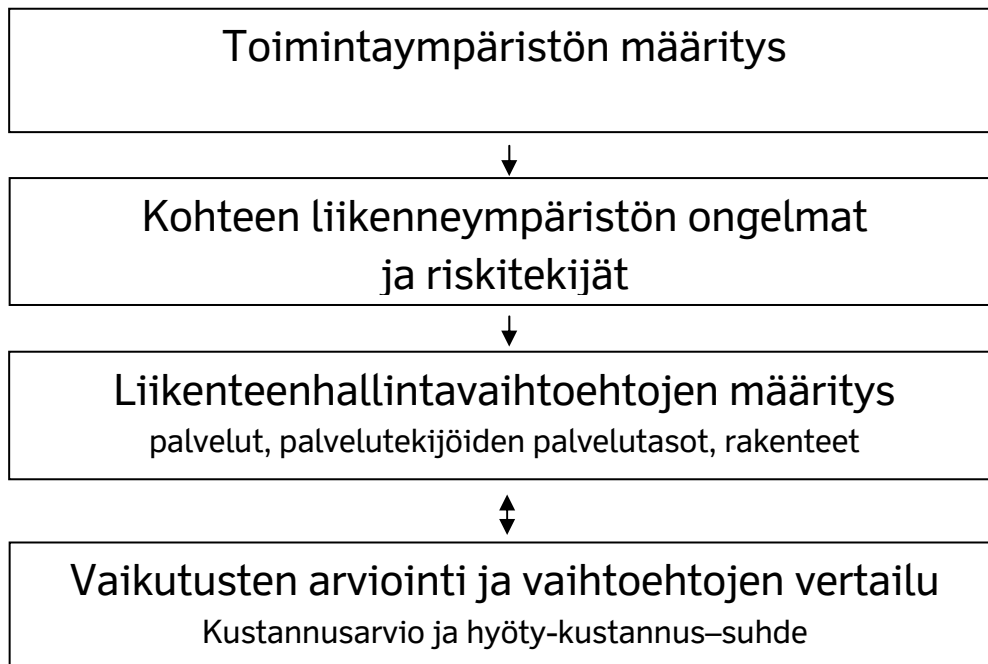 Toimintaympäristön määritys
Kohteen liikenneympäristön ongelmat
ja riskitekijät
Liikenteenhallintavaihtoehtojen määritys
palvelut, palvelutekijöiden palvelutasot, rakenteet
Vaikutusten arviointi ja vaihtoehtojen vertailu
Kustannusarvio ja hyöty-kustannus–suhde